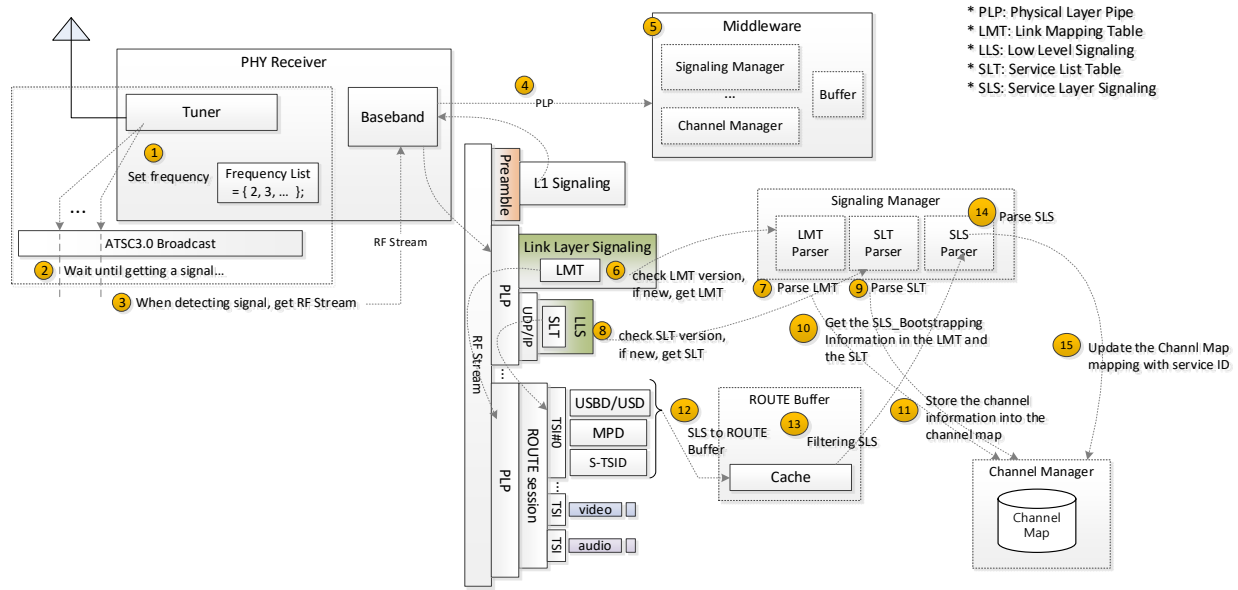 * PLP: Physical Layer Pipe
* LMT: Link Mapping Table
* LLS: Low Level Signaling
* SLT: Service List Table
* SLS: Service Layer Signaling
PHY Receiver
Tuner
1
Set frequency
Frequency List
= { 2, 3, ... };
Baseband
...
ATSC3.0 Broadcast
2
Wait until getting a signal...
3
When detecting signal, get RF Stream
RF Stream
4
PLP
5
Middleware
Signaling Manager
...
Channel Manager
Buffer
RF Stream
Preamble
L1 Signaling
PLP
Link Layer Signaling
LMT
6
check LMT version,
if new, get LMT
UDP/IP
SLT
LLS
8
check SLT version,
if new, get SLT
...
PLP
ROUTE session
TSI#0
USBD/USD
MPD
S-TSID
...
TSI
video
TSI
audio
12
SLS to ROUTE
Buffer
ROUTE Buffer
13
Filtering SLS
Cache
Signaling Manager
LMT
Parser
SLT
Parser
SLS
Parser
14
Parse SLS
7
Parse LMT
9
Parse SLT
10
Get the SLS_Bootstrapping
Information in the LMT and
the SLT
11
Store the channel
information into the
channel map
15
Update the Channl Map
mapping with service ID
Channel Manager
Channel
Map